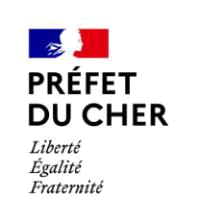 PRÉFET
DU CHER
Liberté
Égalité
Fraternité